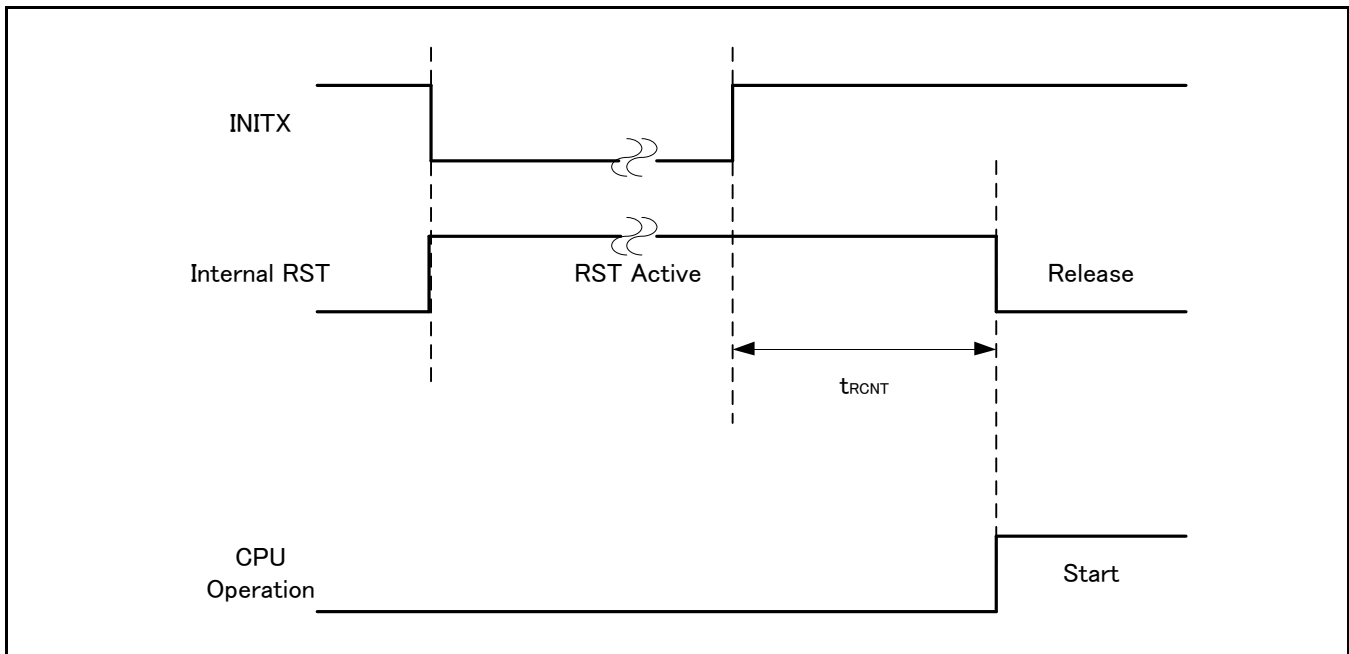 INITX
Internal RST
RST Active
Release
tRCNT
CPU
Operation
Start